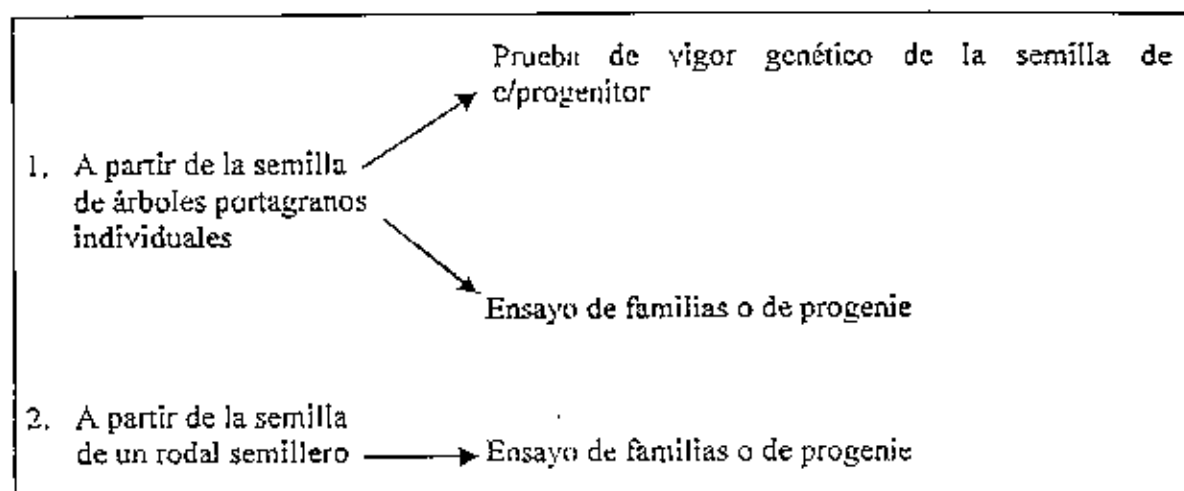 Prueba de vigor genético de la semilla de
c/progenitor
1. A partir de la semilla
de árboles portagranos
individuales
Ensayo de familias o de progenie
2. A partir de la semilla
de un rodal semillero
Ensayo de familias o de progenie